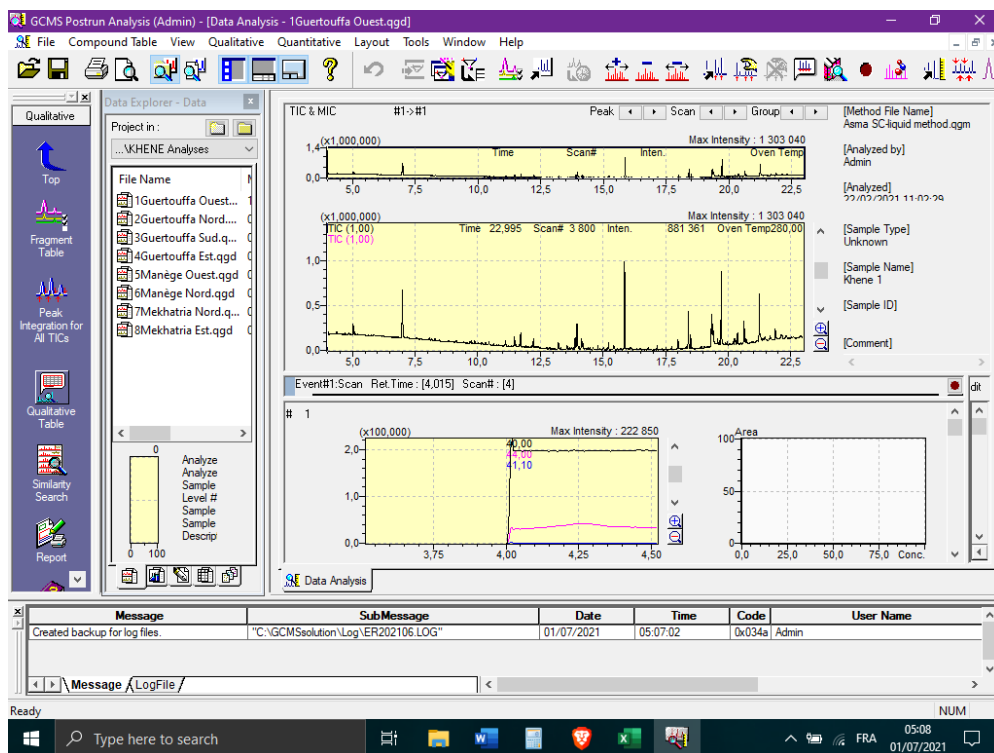 GCMS Postrun Analysis (Admin) - [Data Analysis - 1Guertouffa Ouest.qgd]
File Compound Table View Qualitative Quantitative Layout Tools Window Help
Qualitative
Top
Fragment
Table
Peak
Integration for
All TICs
Qualitative
Table
Similarity
Search
Report
Data Explorer - Data
Project in :
...\KHENE Analyses
File Name
1Guertouffa Ouest... 1
2Guertouffa Nord....
3Guertouffa Sud.q...
4Guertouffa Est.qgd
5Manège Ouest.qgd
6Manège Nord.qgd
7Mekhatria Nord.q...
8Mekhatria Est.qgd
0
Analyze
Analyze
Sample
Level #
Sample
Sample
Descrip
0 100
TIC & MIC #1->#1 Peak Scan Group
(x1,000,000) Max Intensity : 1 303 040
1,4 Time Scan# Inten. Oven Temp
0,0
5,0 7,5 10,0 12,5 15,0 17,5 20,0 22,5
(x1,000,000) Max Intensity : 1 303 040
TIC (1,00) Time 22,995 Scan# 3 800 Inten. 881 361 Oven Temp280,00
TIC (1,00)
1,0
0,5
0,0
5,0 7,5 10,0 12,5 15,0 17,5 20,0 22,5
[Method File Name]
Asma SC-liquid method.qgm
[Analyzed by]
Admin
[Analyzed]
22/02/2021 11:02:29
[Sample Type]
Unknown
[Sample Name]
Khene 1
[Sample ID]
[Comment]
Event#1:Scan Ret.Time : [4,015] Scan# : [4]
dit
# 1
(x100,000) Max Intensity : 222 850
2,0
40,00
44,00
41,10
1,0
0,0
3,75 4,00 4,25 4,50
Area
100
50
0
0,0 25,0 50,0 75,0 Conc.
Data Analysis
Message SubMessage Date Time Code User Name
Created backup for log files. "C:\GCMSsolution\Log\ER202106.LOG" 01/07/2021 05:07:02 0x034a Admin
Message LogFile
Ready NUM
Type here to search
FRA
05:08
01/07/2021